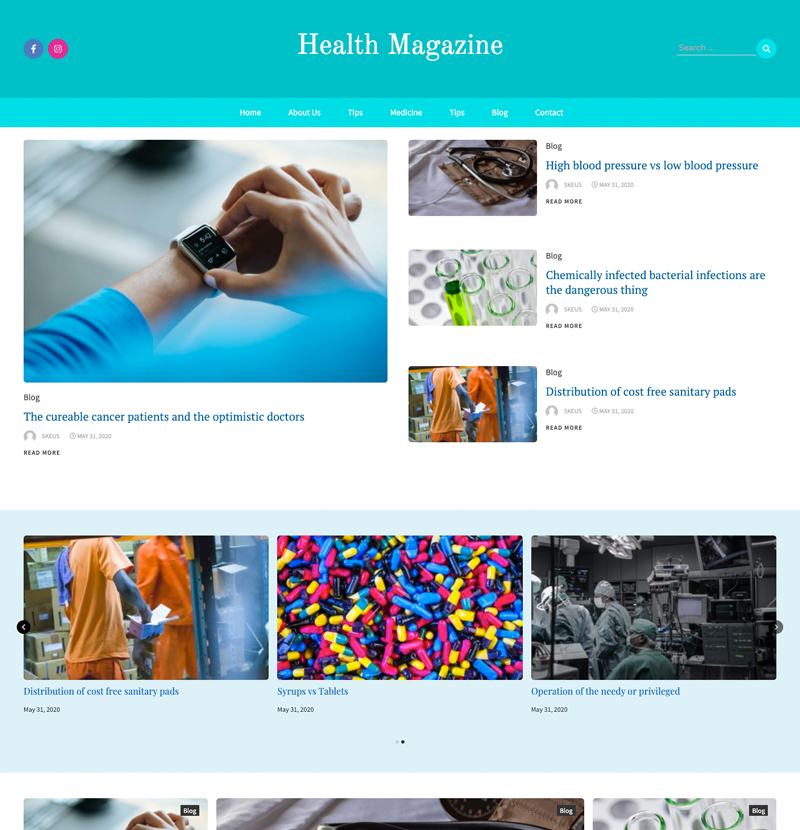 Health Magazine
Search ...
Home About Us Tips Medicine Tips Blog Contact
5:42
Blog
The cureable cancer patients and the optimistic doctors
SKEUS MAY 31, 2020
READ MORE
Blog
High blood pressure vs low blood pressure
SKEUS MAY 31, 2020
READ MORE
Blog
Chemically infected bacterial infections are
the dangerous thing
SKEUS MAY 31, 2020
READ MORE
Blog
Distribution of cost free sanitary pads
SKEUS MAY 31, 2020
READ MORE
Distribution of cost free sanitary pads
May 31, 2020
Syrups vs Tablets
May 31, 2020
Operation of the needy or privileged
May 31, 2020
Blog
Blog
Blog